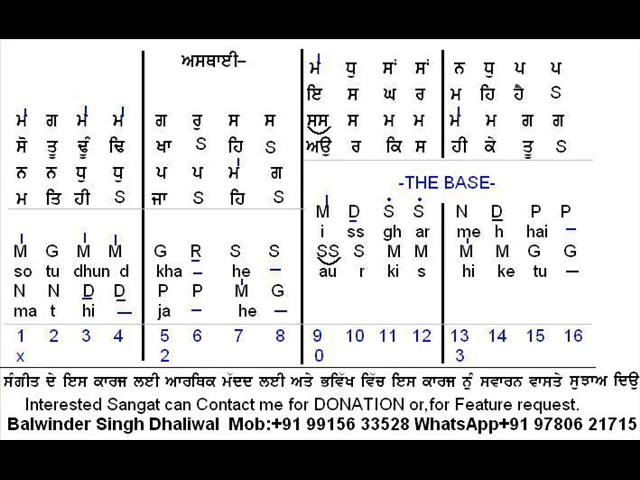 ਅਸਥਾਈ–
ਮੰ ਧੁ ਸਾਂ ਸਾਂ ਨ ਧੁ ਪ ਪ
ਇ ਸ ਘ ਰ ਮ ਹਿ ਹੈ S
ਮੰ ਗ ਮੰ ਮੰ ਗ ਰੁ ਸ ਸ ਸਸ ਸ ਮ ਮ ਮੰ ਮ ਗ ਗ
ਸੋ ਤੂ ਢੂੰ ਢਿ ਖਾ S ਹਿ S ਅਉ ਰ ਕਿ ਸ ਹੀ ਕੇ ਤੂ S
ਨ ਨ ਧੁ ਧੁ ਪ ਪ ਮੰ ਗ
ਮ ਤਿ ਹੀ S ਜਾ S ਹਿ S
-THE BASE-
M D S S N D P P
i ss gh ar me h hai –
M G M M G R S S SS S M M M M G G
so tu dhun d kha – he – au r ki s hi ke tu —
N N D D P P M G
ma t hi — ja – he –
1 2 3 4 5 6 7 8 9 10 11 12 13 14 15 16
x 2 0 3
ਸੰਗੀਤ ਦੇ ਇਸ ਕਾਰਜ ਲਈ ਆਰਥਿਕ ਮੱਦਦ ਲਈ ਅਤੇ ਭਵਿੱਖ ਵਿੱਚ ਇਸ ਕਾਰਜ ਨੂੰ ਸਵਾਰਨ ਵਾਸਤੇ ਸੁਝਾਅ ਦਿਉ
Interested Sangat can Contact me for DONATION or,for Feature request.
Balwinder Singh Dhaliwal Mob:+91 99156 33528 WhatsApp+91 97806 21715